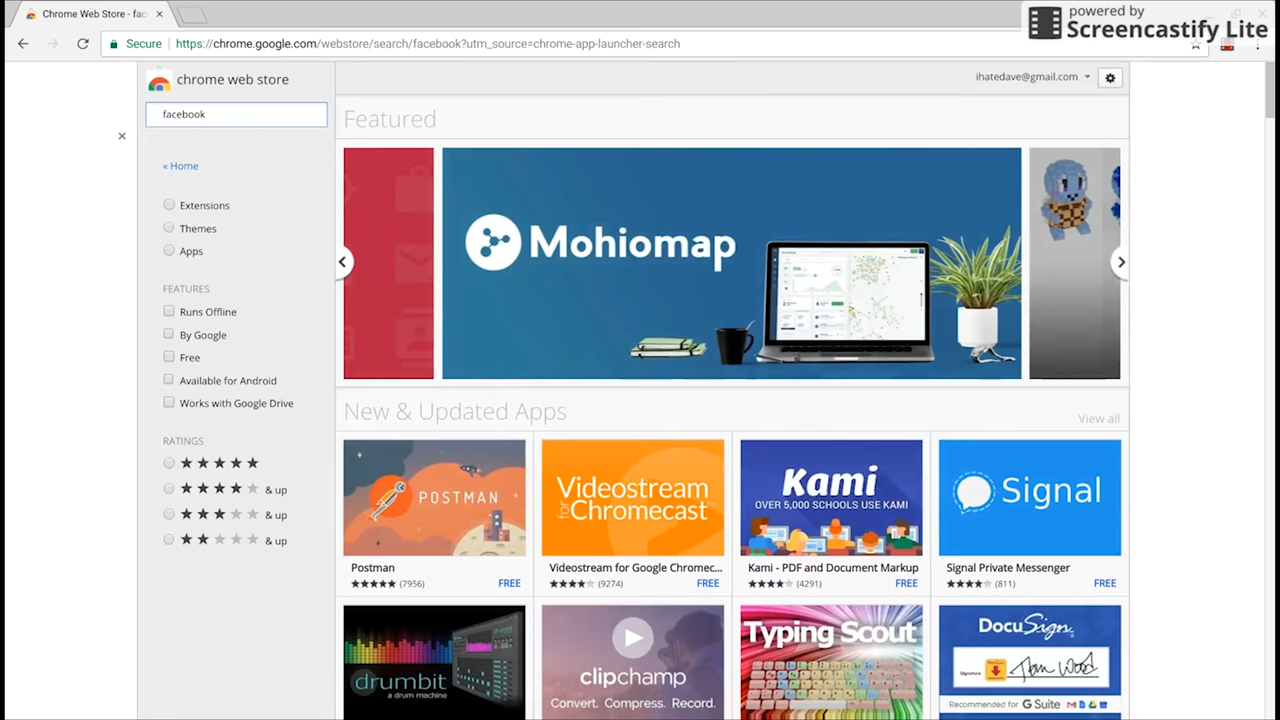 Chrome Web Store - fac
powered by
Screencastify Lite
Secure
https://chrome.google.com/webstore/search/facebook?utm_source=chrome-app-launcher-search
chrome web store
ihatedave@gmail.com
facebook
« Home
Extensions
Themes
Apps
FEATURES
Runs Offline
By Google
Free
Available for Android
Works with Google Drive
RATINGS
& up
& up
& up
Featured
Mohiomap
New & Updated Apps
View all
POSTMAN
Videostream
for Chromecast
Kami
OVER 5,000 SCHOOLS USE KAMI
Signal
Postman
(7956)
FREE
Videostream for Google Chromec...
(9274)
FREE
Kami - PDF and Document Markup
(4291)
FREE
Signal Private Messenger
(811)
FREE
drumbit
a drum machine
clipchamp
Convert. Compress. Record.
Typing Scout
DocuSign
Signature
Recommended for G Suite